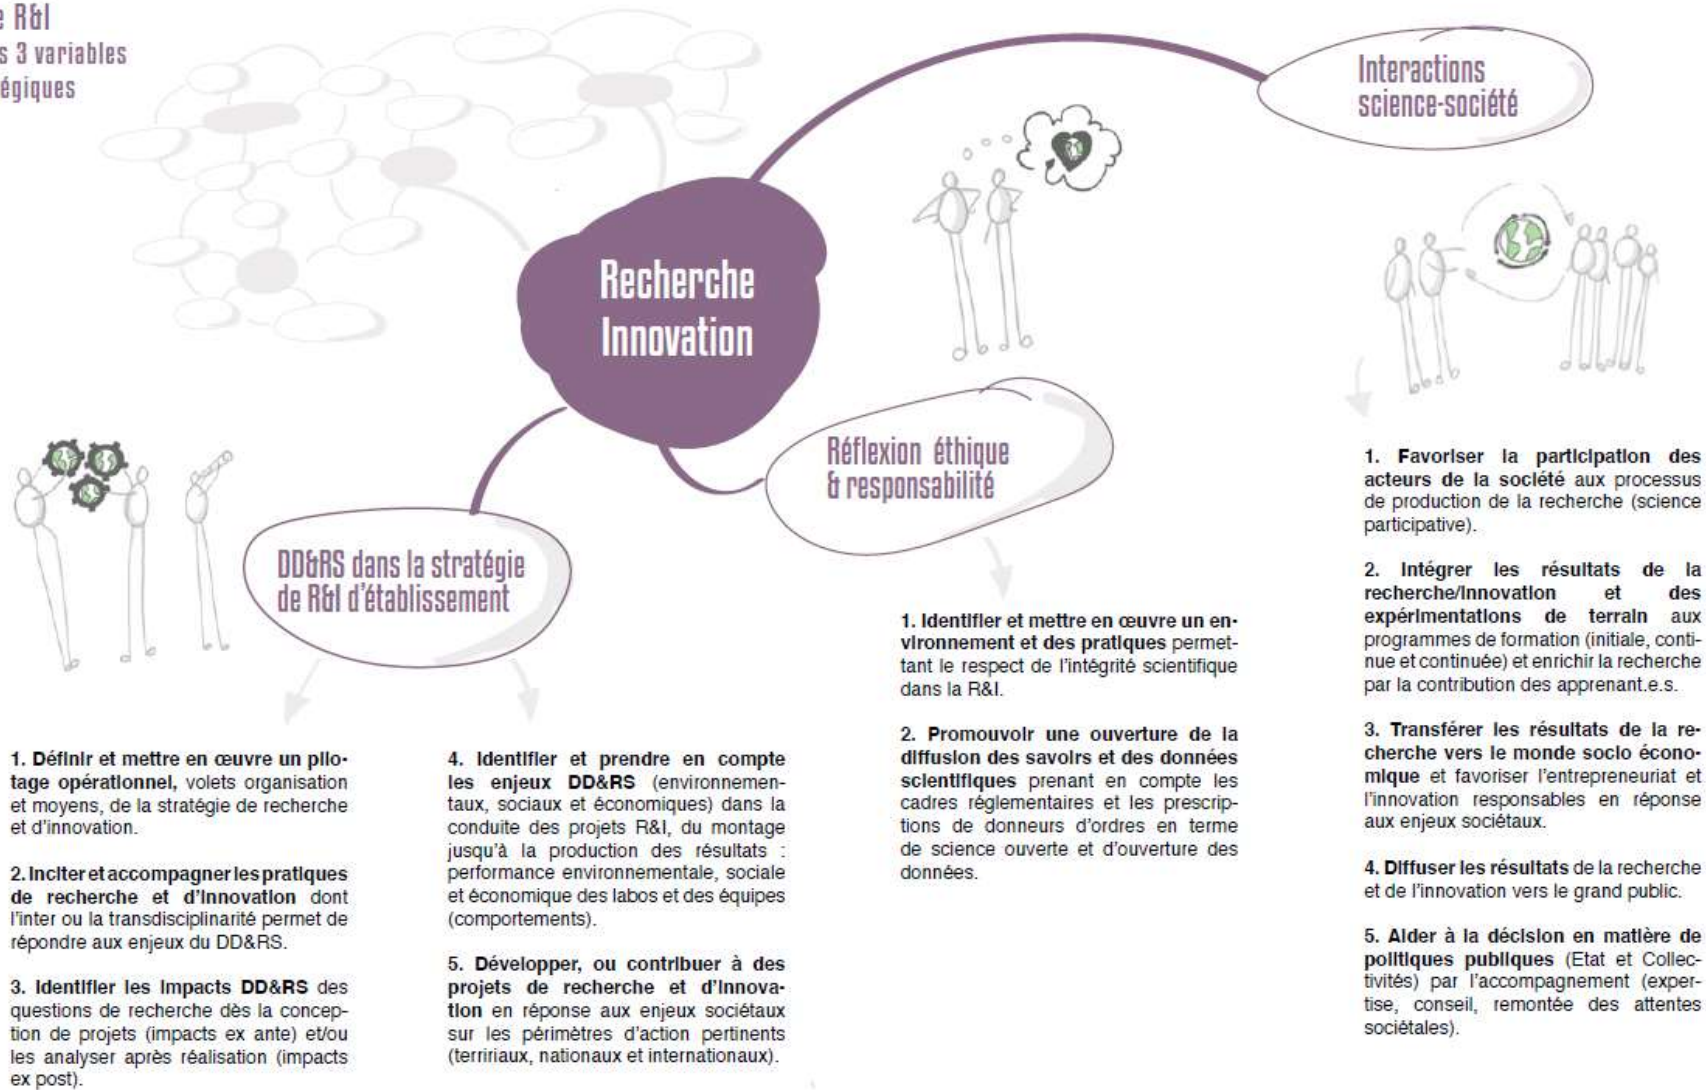 R&I
s 3 variables
égiques
Interactions
science-société
Recherche
Innovation
Réflexion éthique
& responsabilité
DD&RS dans la stratégie
de R&I d'établissement
1. Définir et mettre en œuvre un pilo-
tage opérationnel, volets organisation
et moyens, de la stratégie de recherche
et d'innovation.
2. Inciter et accompagner les pratiques
de recherche et d'innovation dont
l'inter ou la transdisciplinarité permet de
répondre aux enjeux du DD&RS.
3. Identifier les impacts DD&RS des
questions de recherche dès la concep-
tion de projets (impacts ex ante) et/ou
les analyser après réalisation (impacts
ex post).
4. Identifier et prendre en compte
les enjeux DD&RS (environnemen-
taux, sociaux et économiques) dans la
conduite des projets R&I, du montage
jusqu'à la production des résultats :
performance environnementale, sociale
et économique des labos et des équipes
(comportements).
5. Développer, ou contribuer à des
projets de recherche et d'innova-
tion en réponse aux enjeux sociétaux
sur les périmètres d'action pertinents
(terririaux, nationaux et internationaux).
1. Identifier et mettre en œuvre un en-
vironnement et des pratiques permet-
tant le respect de l'intégrité scientifique
dans la R&I.
2. Promouvoir une ouverture de la
diffusion des savoirs et des données
scientifiques prenant en compte les
cadres réglementaires et les prescrip-
tions de donneurs d'ordres en terme
de science ouverte et d'ouverture des
données.
1. Favoriser la participation des
acteurs de la société aux processus
de production de la recherche (science
participative).
2. Intégrer les résultats de la
recherche/innovation et des
expérimentations de terrain aux
programmes de formation (initiale, conti-
nue et continuée) et enrichir la recherche
par la contribution des apprenant.e.s.
3. Transférer les résultats de la re-
cherche vers le monde socio écono-
mique et favoriser l'entrepreneuriat et
l'innovation responsables en réponse
aux enjeux sociétaux.
4. Diffuser les résultats de la recherche
et de l'innovation vers le grand public.
5. Aider à la décision en matière de
politiques publiques (Etat et Collec-
tivités) par l'accompagnement (exper-
tise, conseil, remontée des attentes
sociétales).